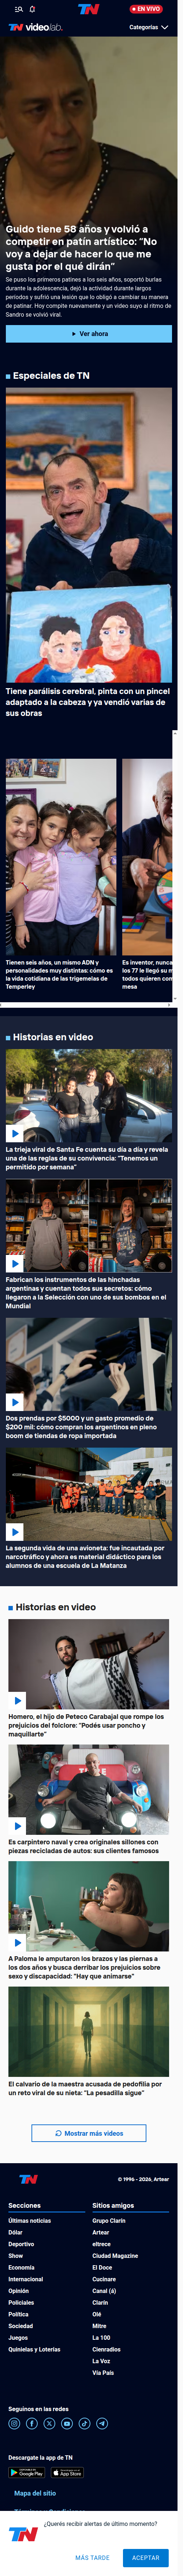 TN
EN VIVO
TN videolab.
Categorías
Guido tiene 58 años y volvió a
competir en patín artístico: “No
voy a dejar de hacer lo que me
gusta por el qué dirán”
Se puso los primeros patines a los seis años, soportó burlas
durante la adolescencia, dejó la actividad durante largos
períodos y sufrió una lesión que lo obligó a cambiar su manera
de patinar. Hoy compite nuevamente y un video suyo al ritmo de
Sandro se volvió viral.
Ver ahora
Especiales de TN
Tiene parálisis cerebral, pinta con un pincel
adaptado a la cabeza y ya vendió varias de
sus obras
Tienen seis años, un mismo ADN y
personalidades muy distintas: cómo es
la vida cotidiana de las trigemelas de
Temperley
Es inventor, nunca
los 77 le llegó su
todos quieren con
mesa
Historias en video
La trieja viral de Santa Fe cuenta su día a día y revela
una de las reglas de su convivencia: “Tenemos un
permitido por semana”
Fabrican los instrumentos de las hinchadas
argentinas y cuentan todos sus secretos: cómo
llegaron a la Selección con uno de sus bombos en el
Mundial
Dos prendas por $5000 y un gasto promedio de
$200 mil: cómo compran los argentinos en pleno
boom de tiendas de ropa importada
La segunda vida de una avioneta: fue incautada por
narcotráfico y ahora es material didáctico para los
alumnos de una escuela de La Matanza
Historias en video
Homero, el hijo de Peteco Carabajal que rompe los
prejuicios del folclore: “Podés usar poncho y
maquillarte”
Es carpintero naval y crea originales sillones con
piezas recicladas de autos: sus clientes famosos
A Paloma le amputaron los brazos y las piernas a
los dos años y busca derribar los prejuicios sobre
sexo y discapacidad: “Hay que animarse”
El calvario de la maestra acusada de pedofilia por
un reto viral de su nieta: “La pesadilla sigue”
Mostrar más videos
TN
© 1996 - 2026, Artear
Secciones
Últimas noticias
Dólar
Deportivo
Show
Economía
Internacional
Opinión
Policiales
Política
Sociedad
Juegos
Quinielas y Loterías
Sitios amigos
Grupo Clarín
Artear
eltrece
Ciudad Magazine
El Doce
Cucinare
Canal (á)
Clarín
Olé
Mitre
La 100
Cienradios
La Voz
Vía País
Seguinos en las redes
Descargate la app de TN
Google Play
App Store
Mapa del sitio
TN
¿Querés recibir alertas de último momento?
MÁS TARDE
ACEPTAR